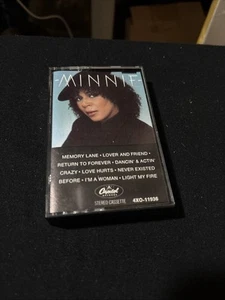 MINNIE
MEMORY LANE • LOVER AND FRIEND •
RETURN TO FOREVER • DANCIN' & ACTIN'
CRAZY • LOVE HURTS • NEVER EXISTED
BEFORE • I'M A WOMAN • LIGHT MY FIRE
Capitol
STEREO CASSETTE
4XO-11936